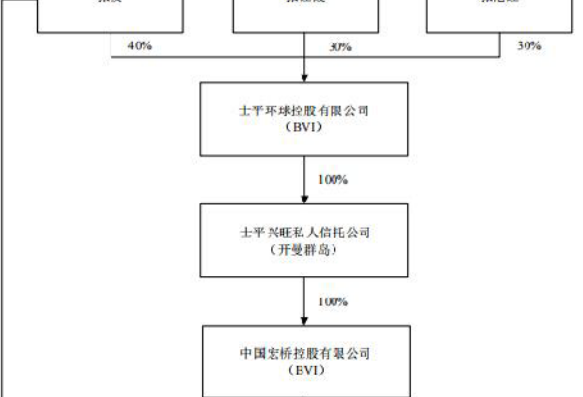 40%
30%
30%
士平环球控股有限公司
（BVI）
100%
士平兴旺私人信托公司
（开曼群岛）
100%
中国宏桥控股有限公司
（BVI）